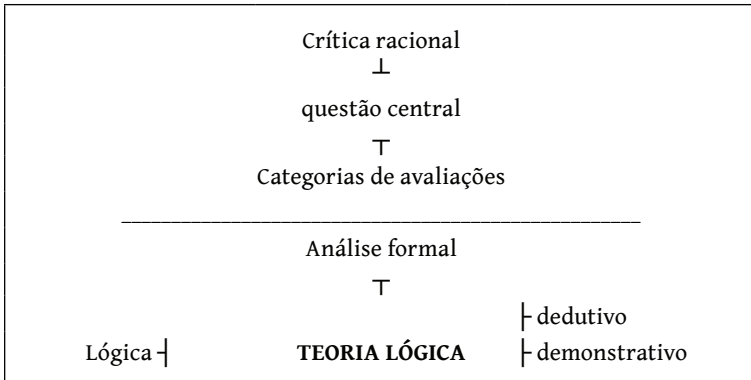 Crítica racional
⊥
questão central
⊤
Categorias de avaliações
Análise formal
⊤
├ dedutivo
Lógica ┤ TEORIA LÓGICA ├ demonstrativo